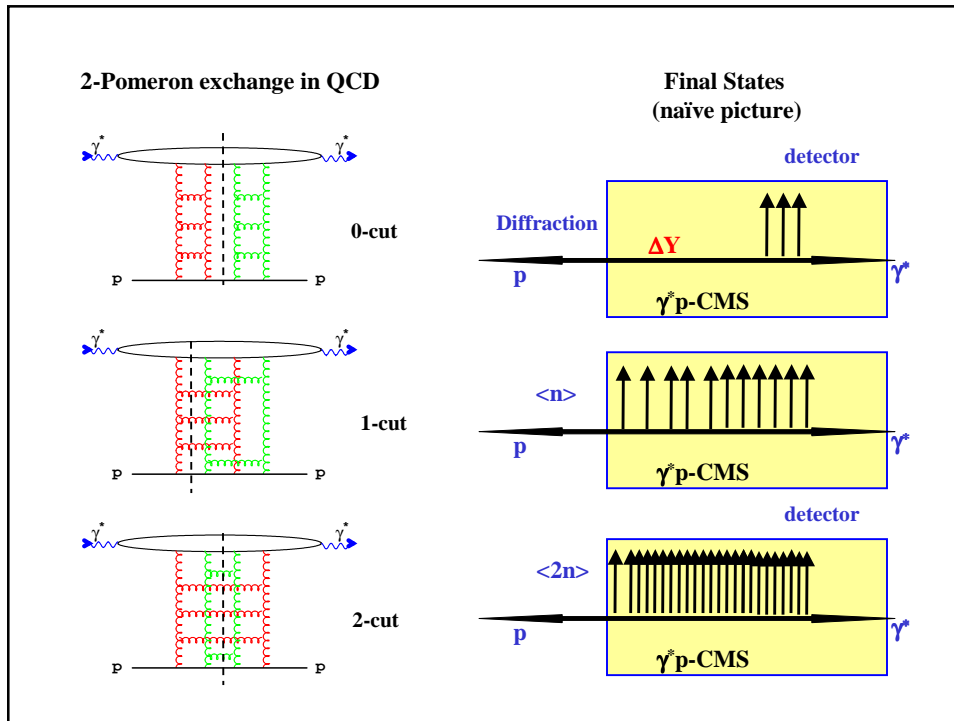 2-Pomeron exchange in QCD
Final States
(naïve picture)
γ* γ*
0-cut
p p
detector
Diffraction
ΔY
p γ*
γ*p-CMS
γ* γ*
1-cut
p p
<n>
p γ*
γ*p-CMS
γ* γ*
2-cut
p p
detector
<2n>
p γ*
γ*p-CMS